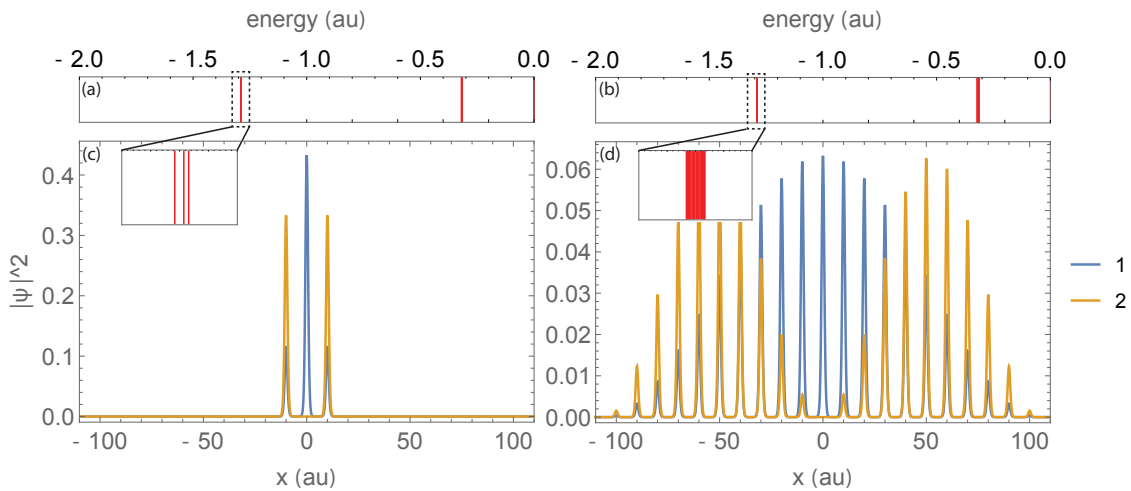 energy (au)
energy (au)
- 2.0 - 1.5 - 1.0 - 0.5 0.0
- 2.0 - 1.5 - 1.0 - 0.5 0.0
(a)
(b)
(c)
(d)
0.4
0.3
0.2
0.1
0.0
|ψ|^2
0.06
0.05
0.04
0.03
0.02
0.01
0.00
1
2
- 100 - 50 0 50 100
- 100 - 50 0 50 100
x (au)
x (au)